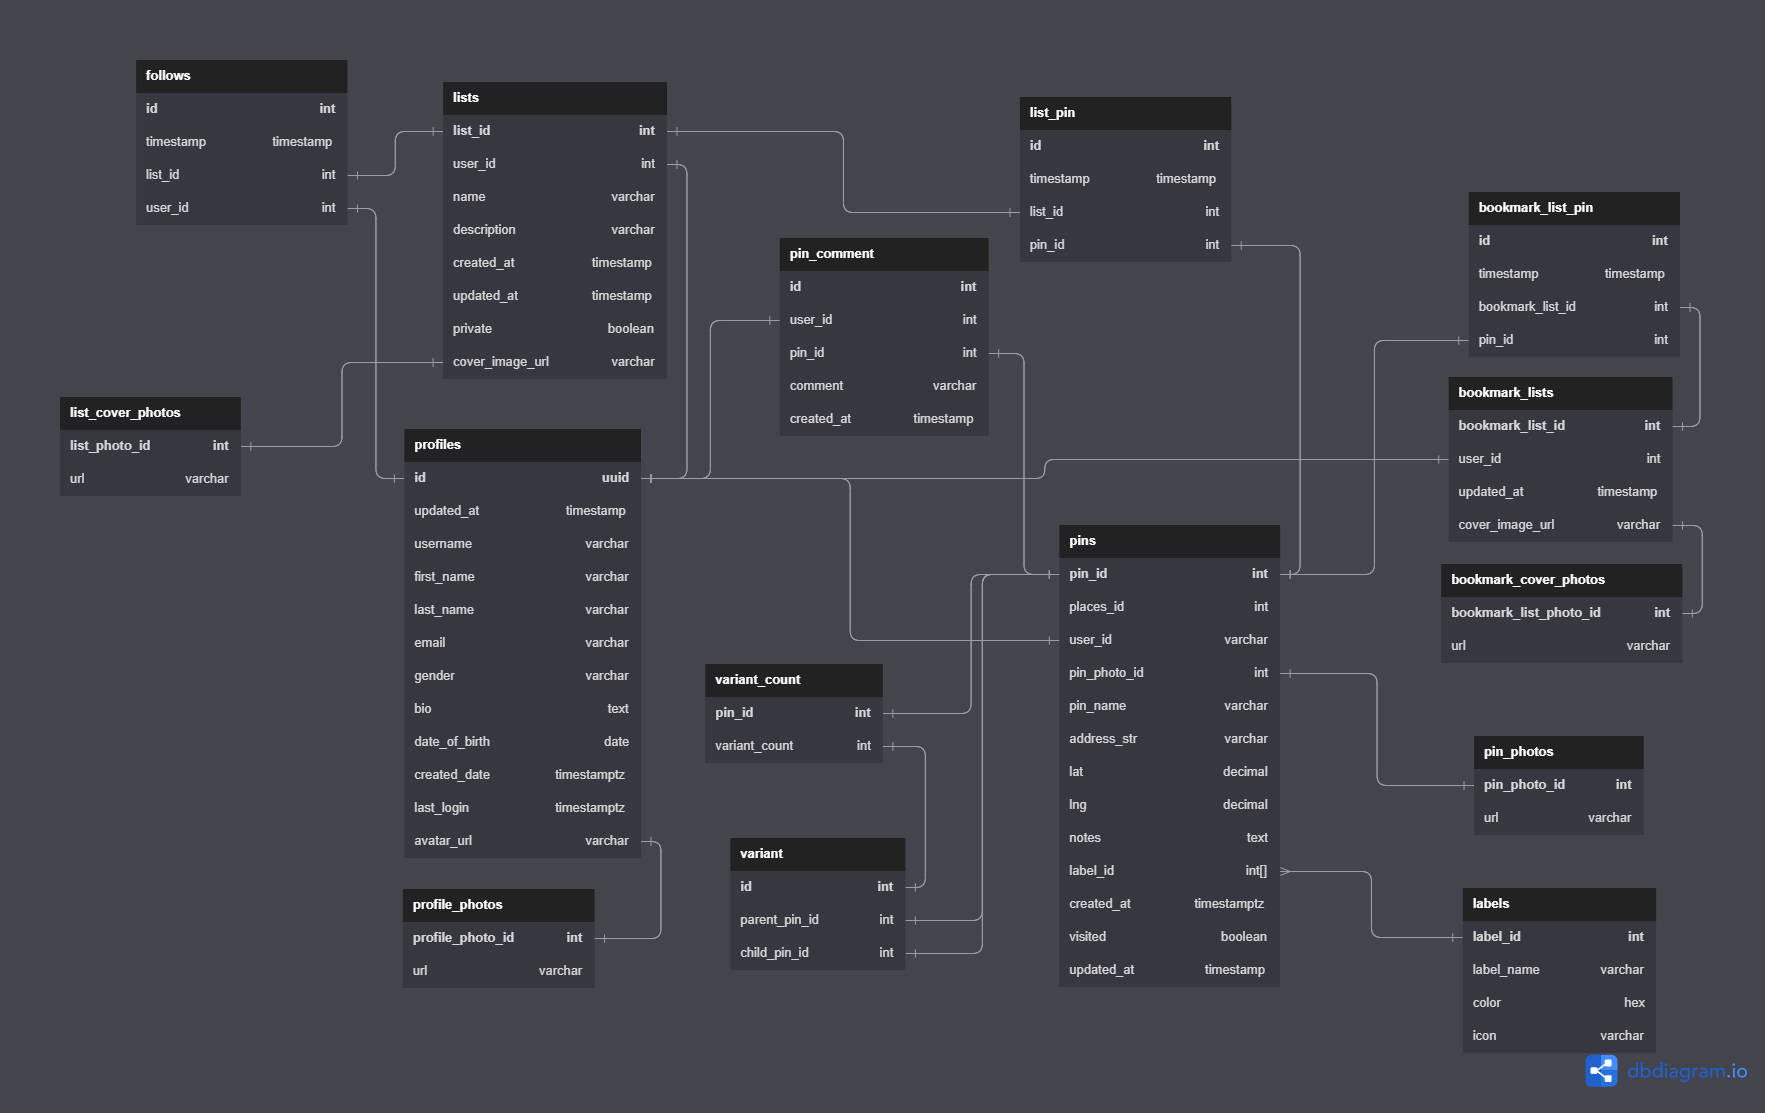 follows
id int
timestamp timestamp
list_id int
user_id int
lists
list_id int
user_id int
name varchar
description varchar
created_at timestamp
updated_at timestamp
private boolean
cover_image_url varchar
list_pin
id int
timestamp timestamp
list_id int
pin_id int
bookmark_list_pin
id int
timestamp timestamp
bookmark_list_id int
pin_id int
pin_comment
id int
user_id int
pin_id int
comment varchar
created_at timestamp
list_cover_photos
list_photo_id int
url varchar
profiles
id uuid
updated_at timestamp
username varchar
first_name varchar
last_name varchar
email varchar
gender varchar
bio text
date_of_birth date
created_date timestamptz
last_login timestamptz
avatar_url varchar
bookmark_lists
bookmark_list_id int
user_id int
updated_at timestamp
cover_image_url varchar
pins
pin_id int
places_id int
user_id varchar
pin_photo_id int
pin_name varchar
address_str varchar
lat decimal
lng decimal
notes text
label_id int[]
created_at timestamptz
visited boolean
updated_at timestamp
bookmark_cover_photos
bookmark_list_photo_id int
url varchar
variant_count
pin_id int
variant_count int
pin_photos
pin_photo_id int
url varchar
variant
id int
parent_pin_id int
child_pin_id int
profile_photos
profile_photo_id int
url varchar
labels
label_id int
label_name varchar
color hex
icon varchar
dbdiagram.io